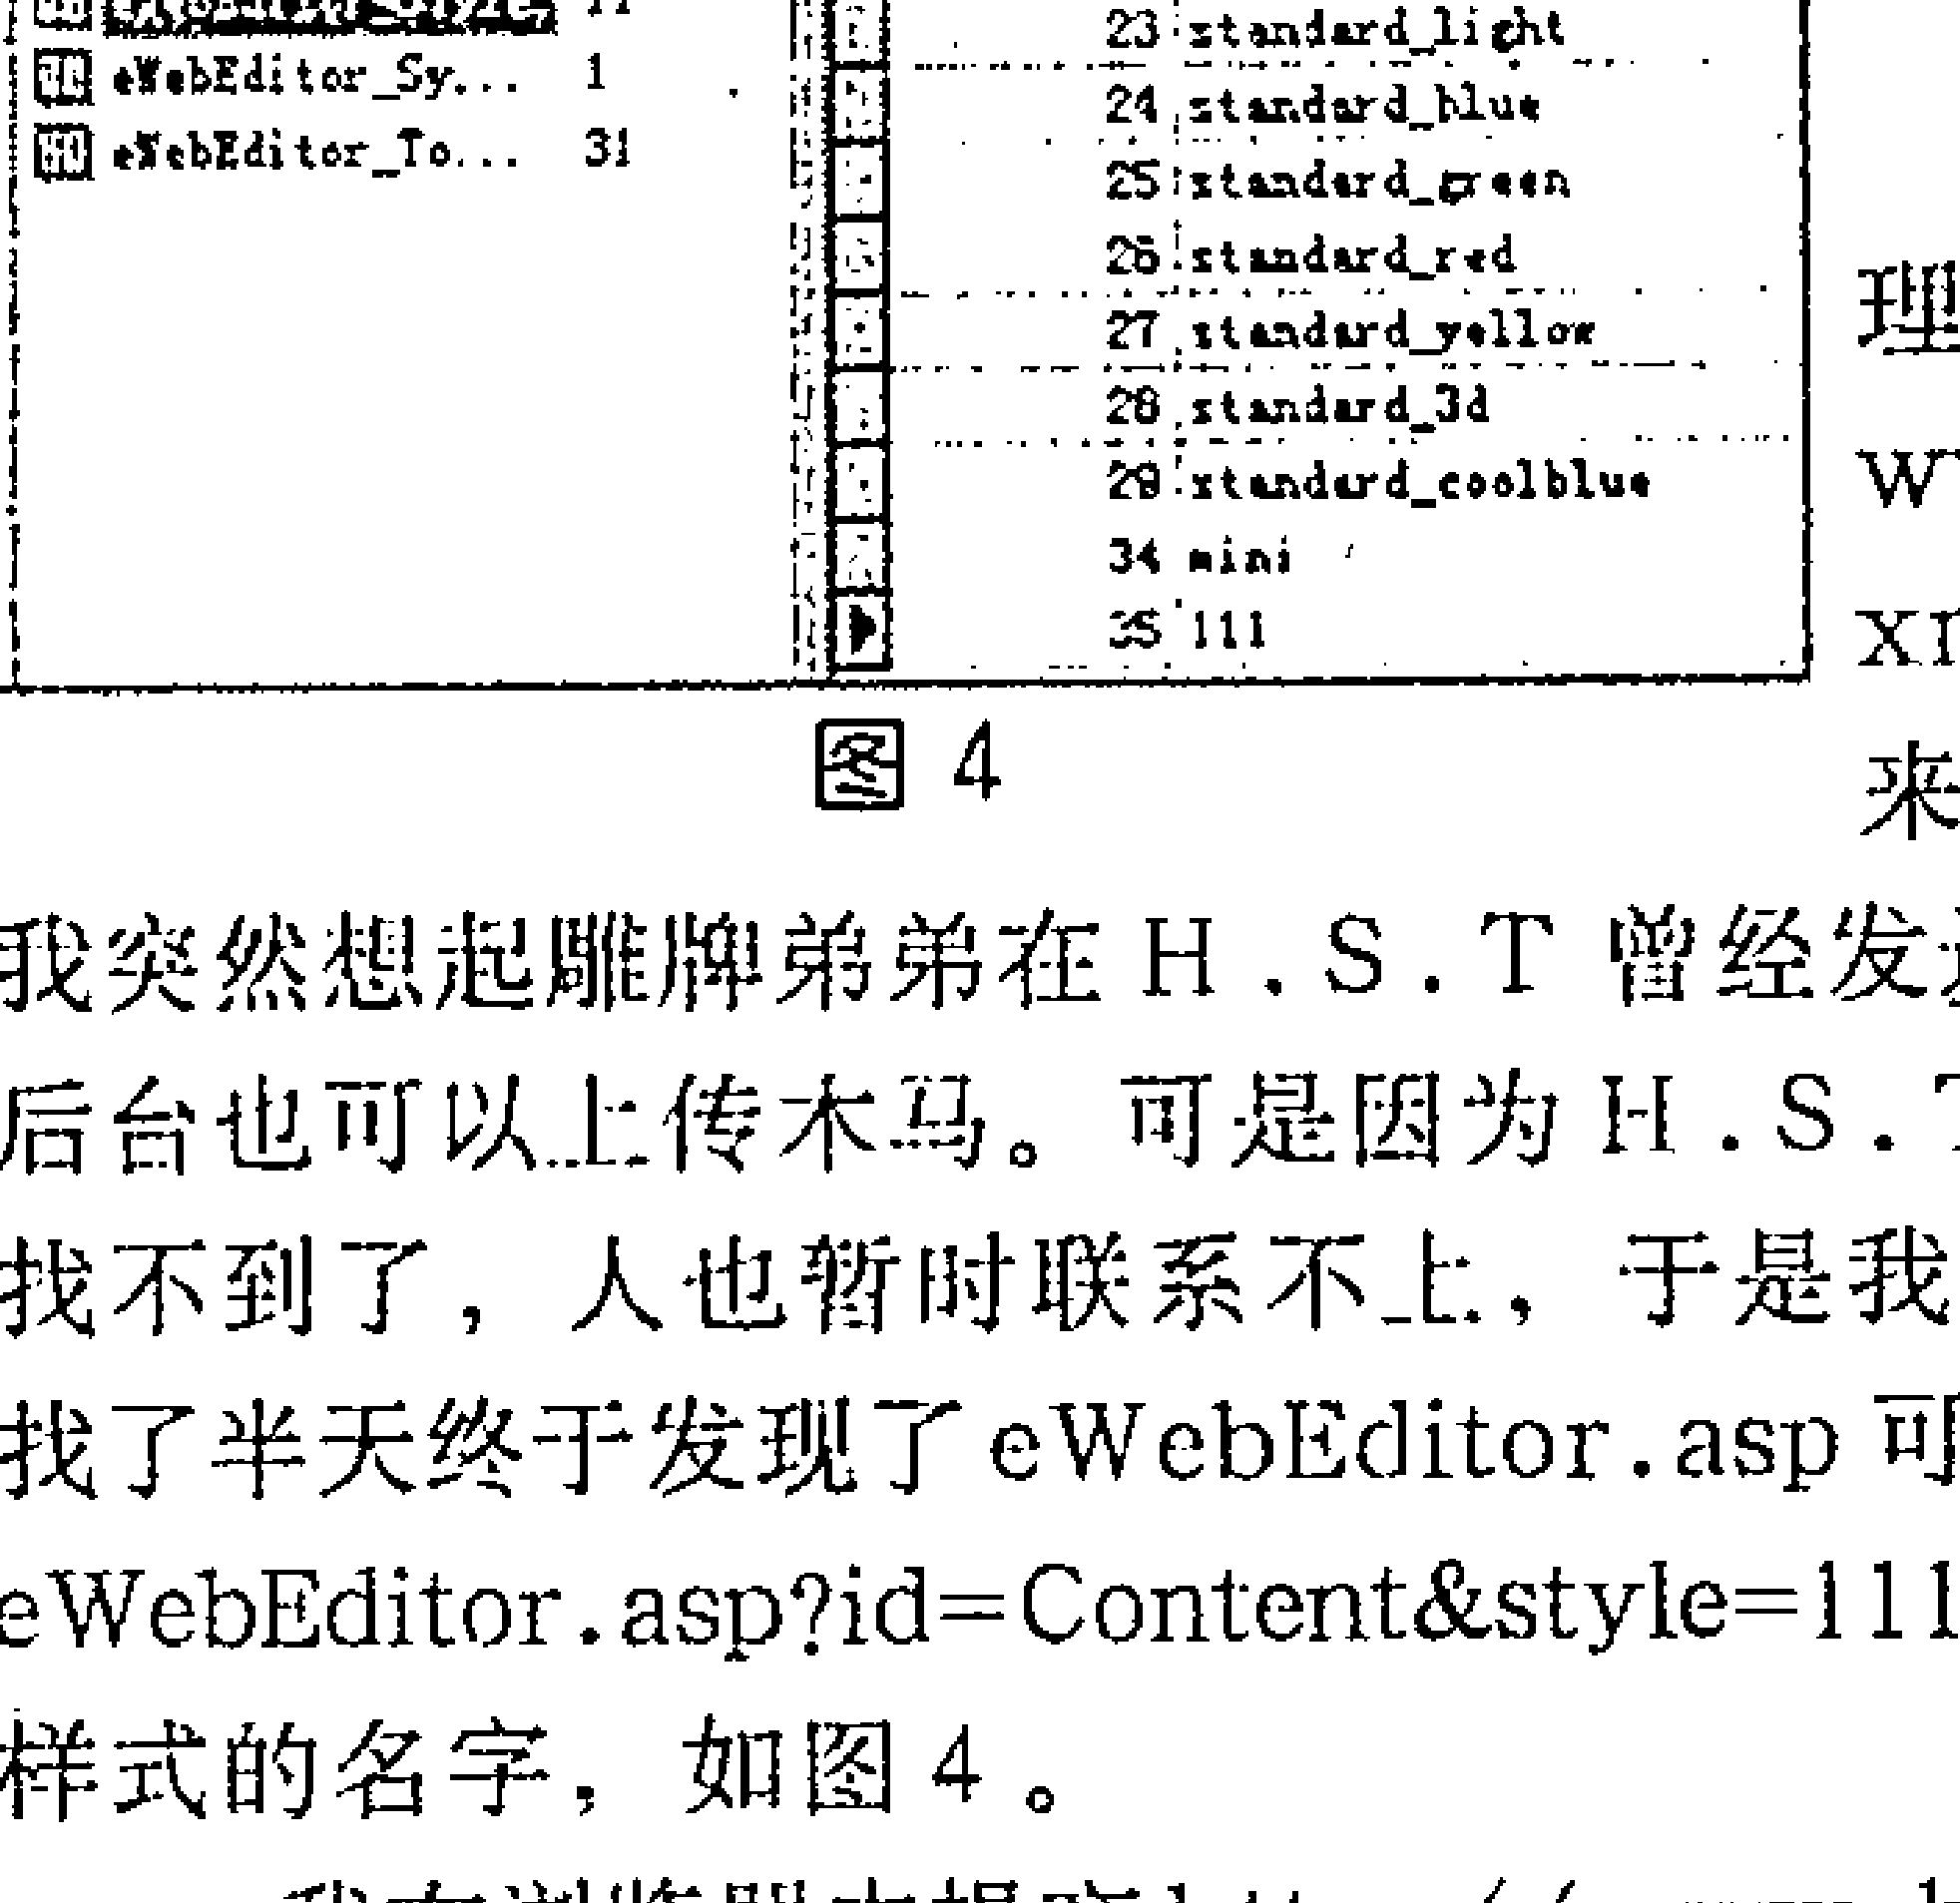 23 standard_light
eWebEditor_Sy... 1
24 standard_blue
eWebEditor_To... 31
25 standard_green
26 standard_red
27 standard_yellow
28 standard_3d
29 standard_coolblue
34 mini
35 111
理
来
图 4
我突然想起雕牌弟弟在 H.S.T 曾经发
后台也可以上传木马。可是因为 H.S.T
找不到了，人也暂时联系不上，于是我
找了半天终于发现了 eWebEditor.asp 可
eWebEditor.asp?id=Content&style=111
样式的名字，如图 4 。